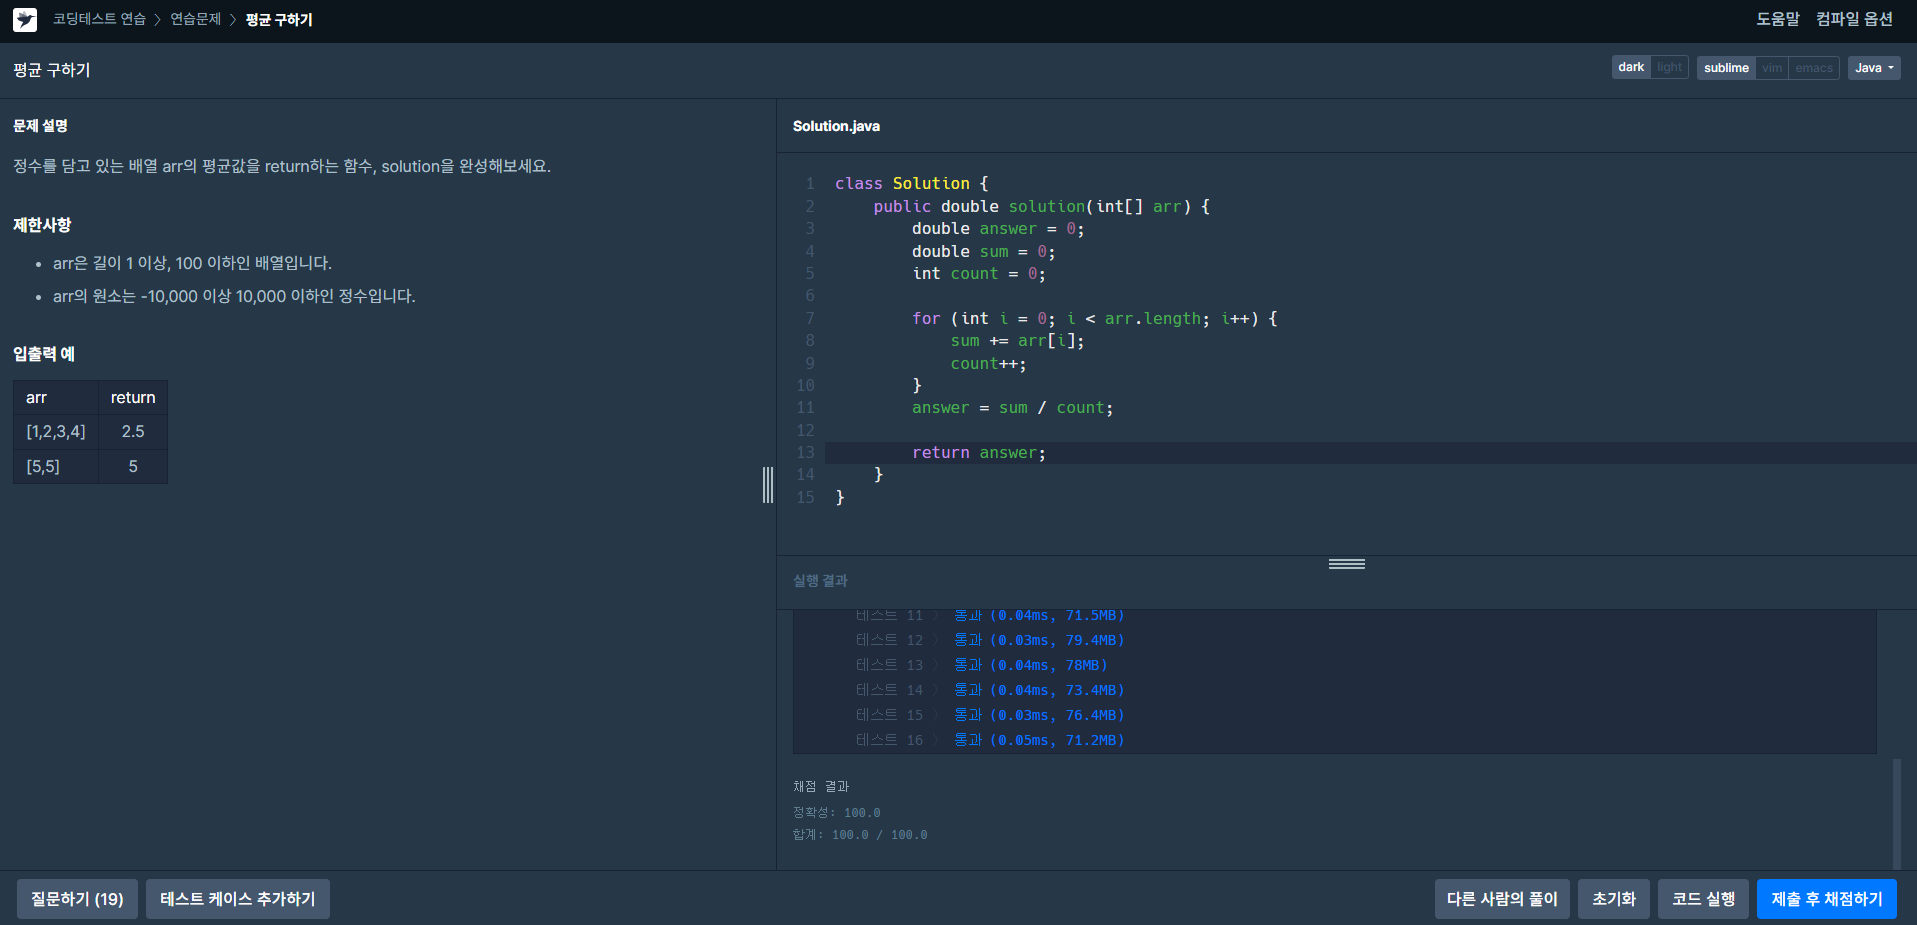 코딩테스트 연습 > 연습문제 > 평균 구하기
도움말 컴파일 옵션
평균 구하기
dark light sublime vim emacs Java
문제 설명
정수를 담고 있는 배열 arr의 평균값을 return하는 함수, solution을 완성해보세요.
제한사항
• arr은 길이 1 이상, 100 이하인 배열입니다.
• arr의 원소는 -10,000 이상 10,000 이하인 정수입니다.
입출력 예
arr return
[1,2,3,4] 2.5
[5,5] 5
Solution.java
1 class Solution {
2 public double solution(int[] arr) {
3 double answer = 0;
4 double sum = 0;
5 int count = 0;
6
7 for (int i = 0; i < arr.length; i++) {
8 sum += arr[i];
9 count++;
10 }
11 answer = sum / count;
12
13 return answer;
14 }
15 }
실행 결과
테스트 11 > 통과 (0.04ms, 71.5MB)
테스트 12 > 통과 (0.03ms, 79.4MB)
테스트 13 > 통과 (0.04ms, 78MB)
테스트 14 > 통과 (0.04ms, 73.4MB)
테스트 15 > 통과 (0.03ms, 76.4MB)
테스트 16 > 통과 (0.05ms, 71.2MB)
채점 결과
정확성: 100.0
합계: 100.0 / 100.0
질문하기 (19) 테스트 케이스 추가하기 다른 사람의 풀이 초기화 코드 실행 제출 후 채점하기